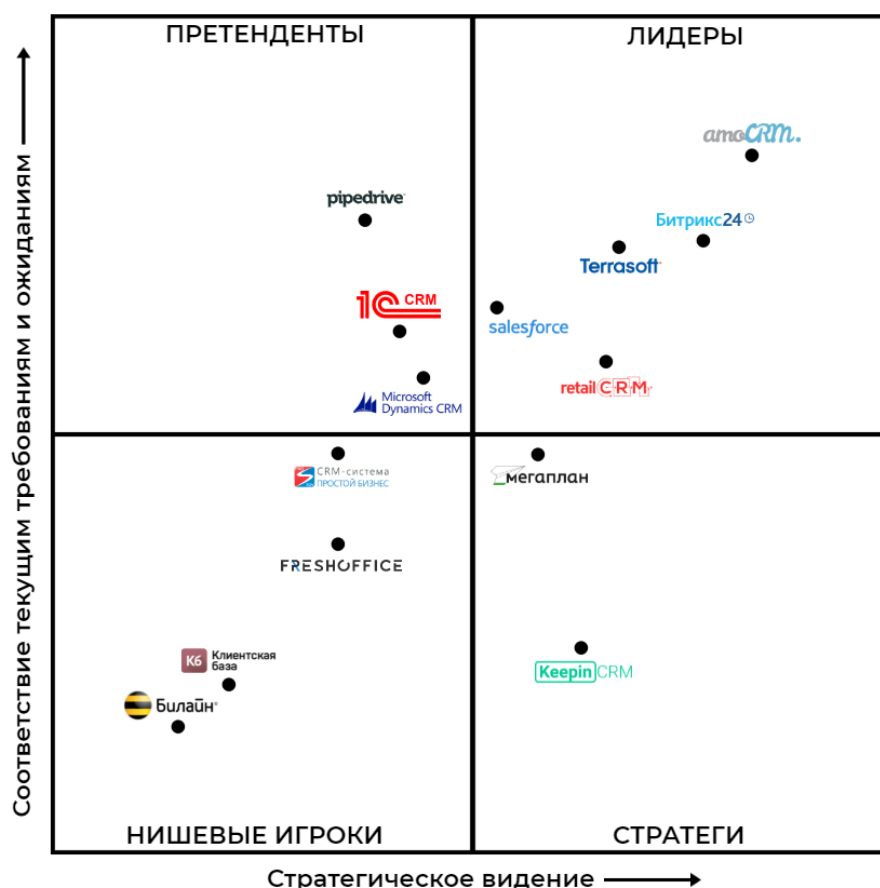 ПРЕТЕНДЕНТЫ
ЛИДЕРЫ
amoCRM.
pipedrive
Битрикс24
Terrasoft
1C CRM
salesforce
Microsoft
Dynamics CRM
retailCRM
CRM-система
ПРОСТОЙ БИЗНЕС
мегаплан
FRESHOFFICE
Кб Клиентская
база
KeepinCRM
Билайн
НИШЕВЫЕ ИГРОКИ
СТРАТЕГИ
Соответствие текущим требованиям и ожиданиям
Стратегическое видение